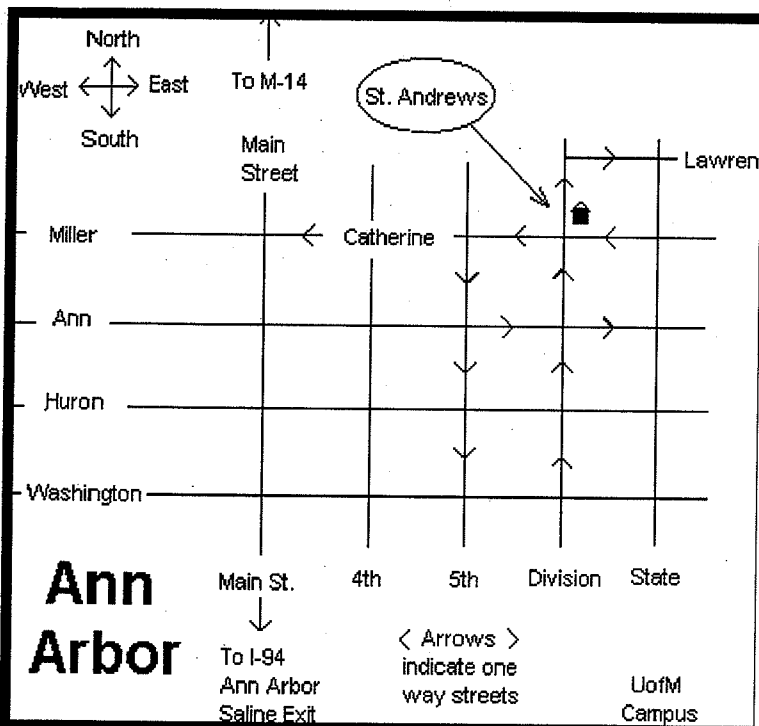 North
West
East
South
To M-14
St. Andrews
Main
Street
Lawren
Miller
Catherine
Ann
Huron
Washington
Ann
Arbor
Main St.
4th
5th
Division
State
To I-94
Ann Arbor
Saline Exit
< Arrows >
indicate one
way streets
UofM
Campus